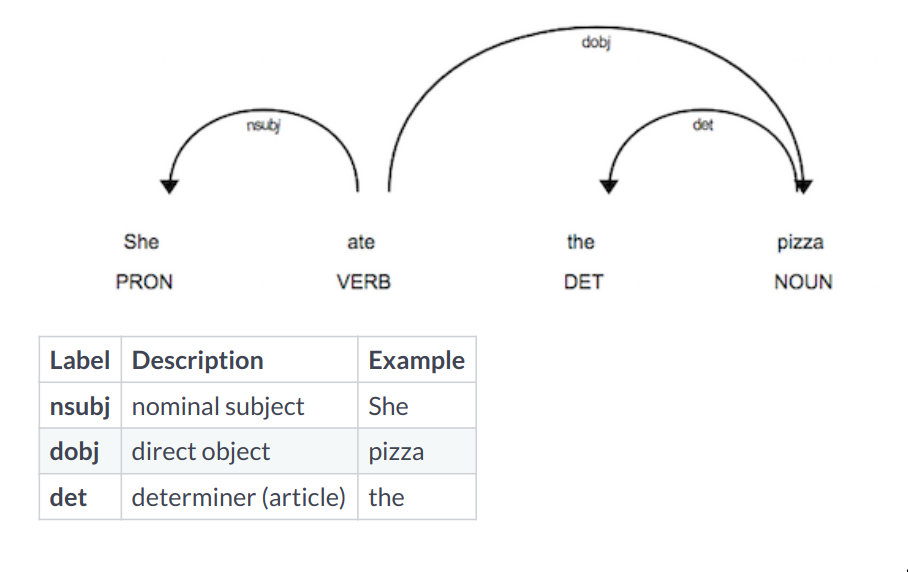 dobj
nsubj det
She ate the pizza
PRON VERB DET NOUN
Label Description Example
nsubj nominal subject She
dobj direct object pizza
det determiner (article) the